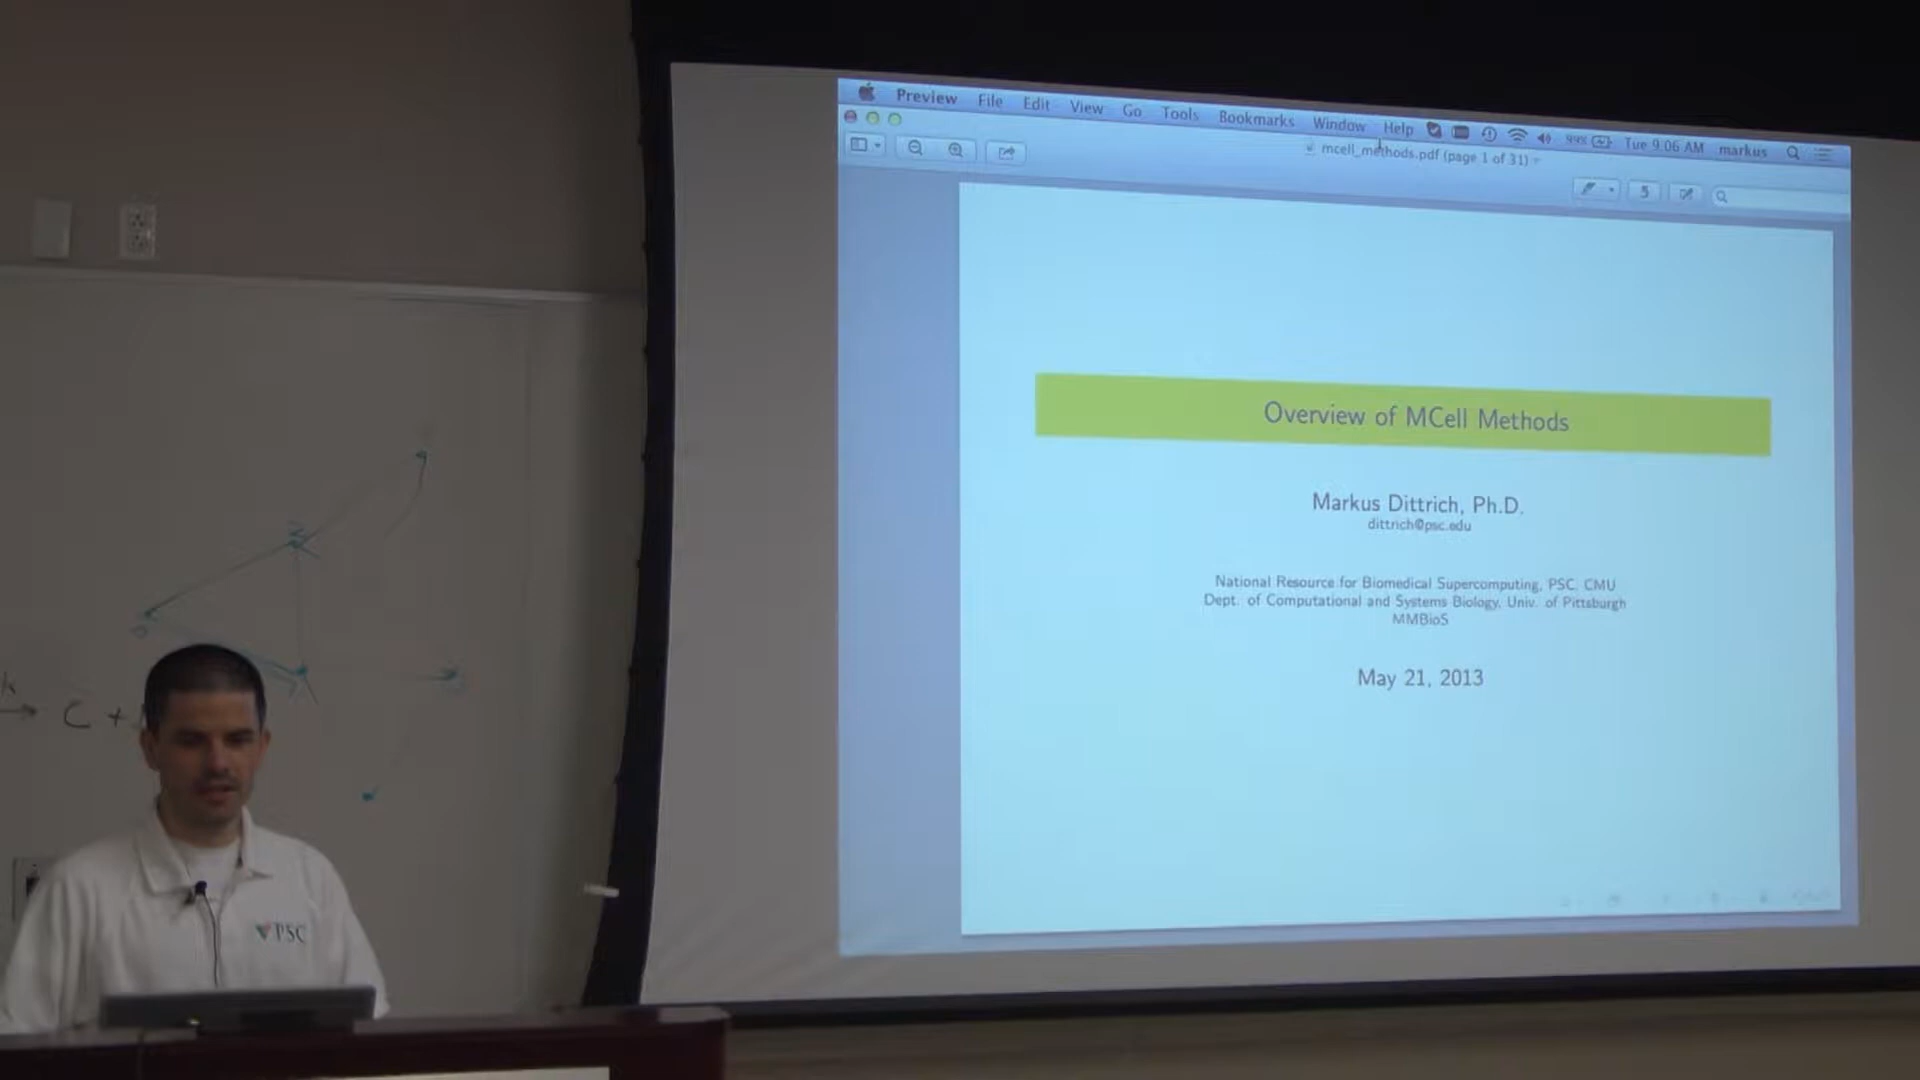 Preview File Edit View Go Tools Bookmarks Window Help 99% Tue 9:06 AM markus
mcell_methods.pdf (page 1 of 31)
5
Overview of MCell Methods
Markus Dittrich, Ph.D.
dittrich@psc.edu
National Resource for Biomedical Supercomputing, PSC, CMU
Dept. of Computational and Systems Biology, Univ. of Pittsburgh
MMBioS
May 21, 2013
k
→ C +
PSC